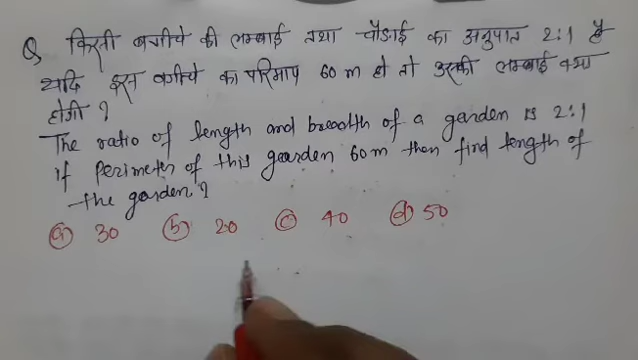 Q किसी बगीचे की लम्बाई तथा चौडाई का अनुपात 2:1 है
यदि इस बगीचे का परिमाप 60 m हो तो उसकी लम्बाई क्या
होगी ?
The ratio of length and breadth of a garden is 2:1
if Perimeter of this gaarden 60m then find length of
the garden ?
(a) 30 (b) 20 (c) 40 (d) 50